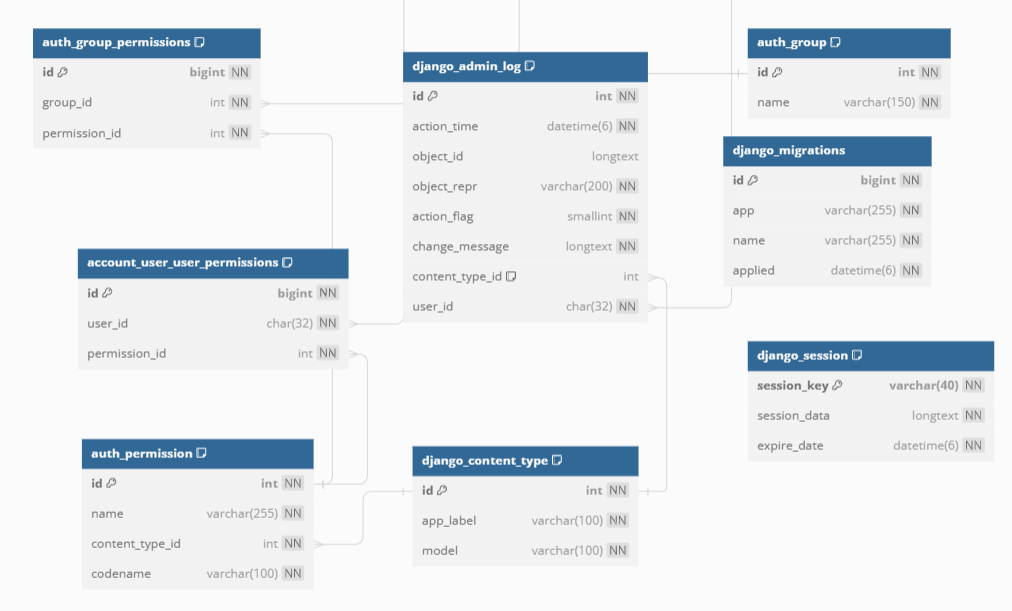 auth_group_permissions
id bigint NN
group_id int NN
permission_id int NN
django_admin_log
id int NN
action_time datetime(6) NN
object_id longtext
object_repr varchar(200) NN
action_flag smallint NN
change_message longtext NN
content_type_id int
user_id char(32) NN
auth_group
id int NN
name varchar(150) NN
django_migrations
id bigint NN
app varchar(255) NN
name varchar(255) NN
applied datetime(6) NN
account_user_user_permissions
id bigint NN
user_id char(32) NN
permission_id int NN
django_session
session_key varchar(40) NN
session_data longtext NN
expire_date datetime(6) NN
auth_permission
id int NN
name varchar(255) NN
content_type_id int NN
codename varchar(100) NN
django_content_type
id int NN
app_label varchar(100) NN
model varchar(100) NN